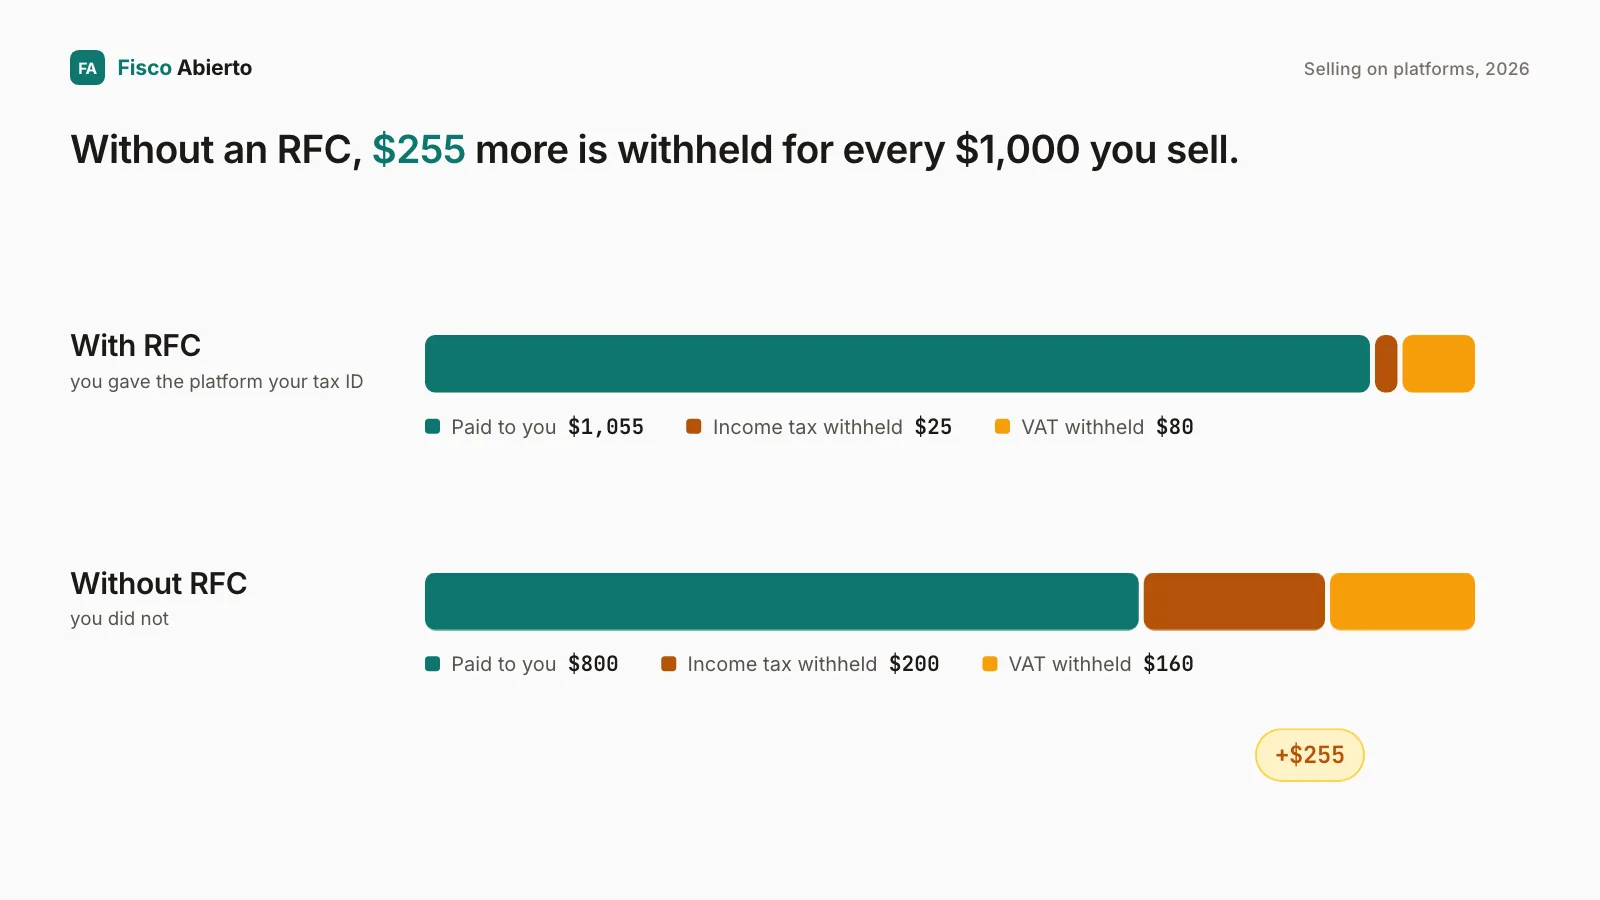 FA Fisco Abierto
Selling on platforms, 2026
Without an RFC, $255 more is withheld for every $1,000 you sell.
With RFC
you gave the platform your tax ID
Paid to you $1,055 Income tax withheld $25 VAT withheld $80
Without RFC
you did not
Paid to you $800 Income tax withheld $200 VAT withheld $160
+$255